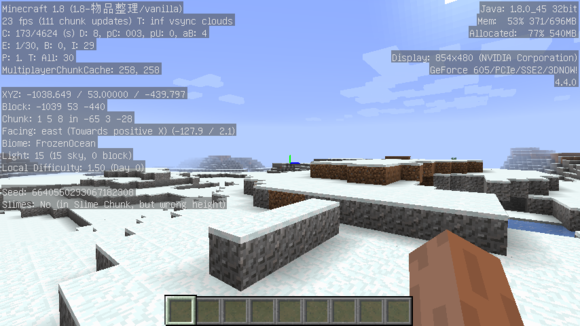 Minecraft 1.8 (1.8-物品整理/vanilla)
23 fps (111 chunk updates) T: inf vsync clouds
C: 173/4624 (s) D: 8, pC: 003, pU: 0, aB: 4
E: 1/30, B: 0, I: 29
P: 1. T: All: 30
MultiplayerChunkCache: 258, 258
XYZ: -1038.649 / 53.00000 / -439.797
Block: -1039 53 -440
Chunk: 1 5 8 in -65 3 -28
Facing: east (Towards positive X) (-127.9 / 2.1)
Biome: FrozenOcean
Light: 15 (15 sky, 0 block)
Local Difficulty: 1.50 (Day 0)
Seed: 6640550293067182308
Slimes: No (in Slime Chunk, but wrong height)
Java: 1.8.0_45 32bit
Mem: 53% 371/696MB
Allocated: 77% 540MB
Display: 854x480 (NVIDIA Corporation)
GeForce 605/PCIe/SSE2/3DNOW!
4.4.0